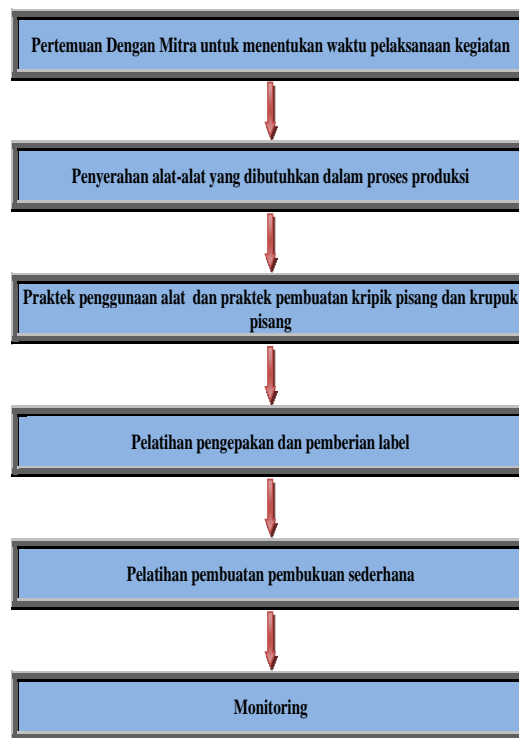 Pertemuan Dengan Mitra untuk menentukan waktu pelaksanaan kegiatan
Penyerahan alat-alat yang dibutuhkan dalam proses produksi
Praktek penggunaan alat dan praktek pembuatan kripik pisang dan krupuk
pisang
Pelatihan pengepakan dan pemberian label
Pelatihan pembuatan pembukuan sederhana
Monitoring